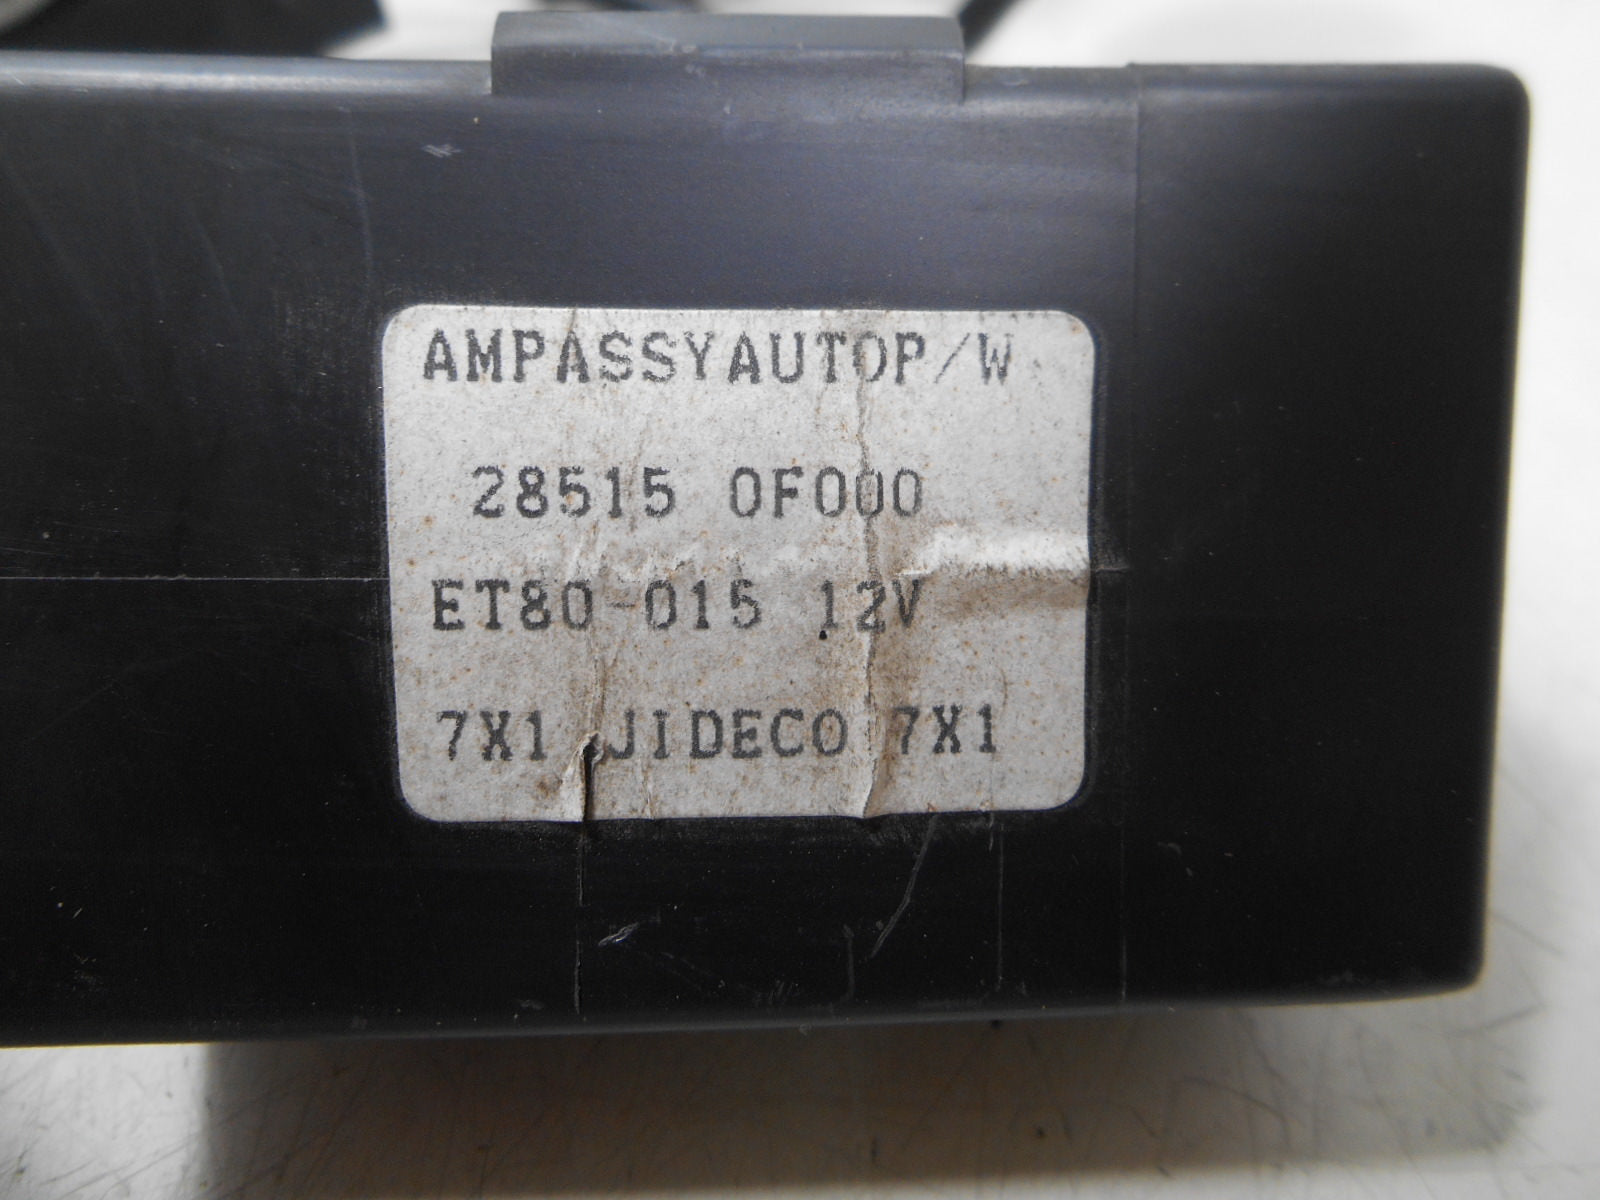 AMPASSYAUTOP/W
28515 0F000
ET80-015 12V
7X1 JIDECO 7X1